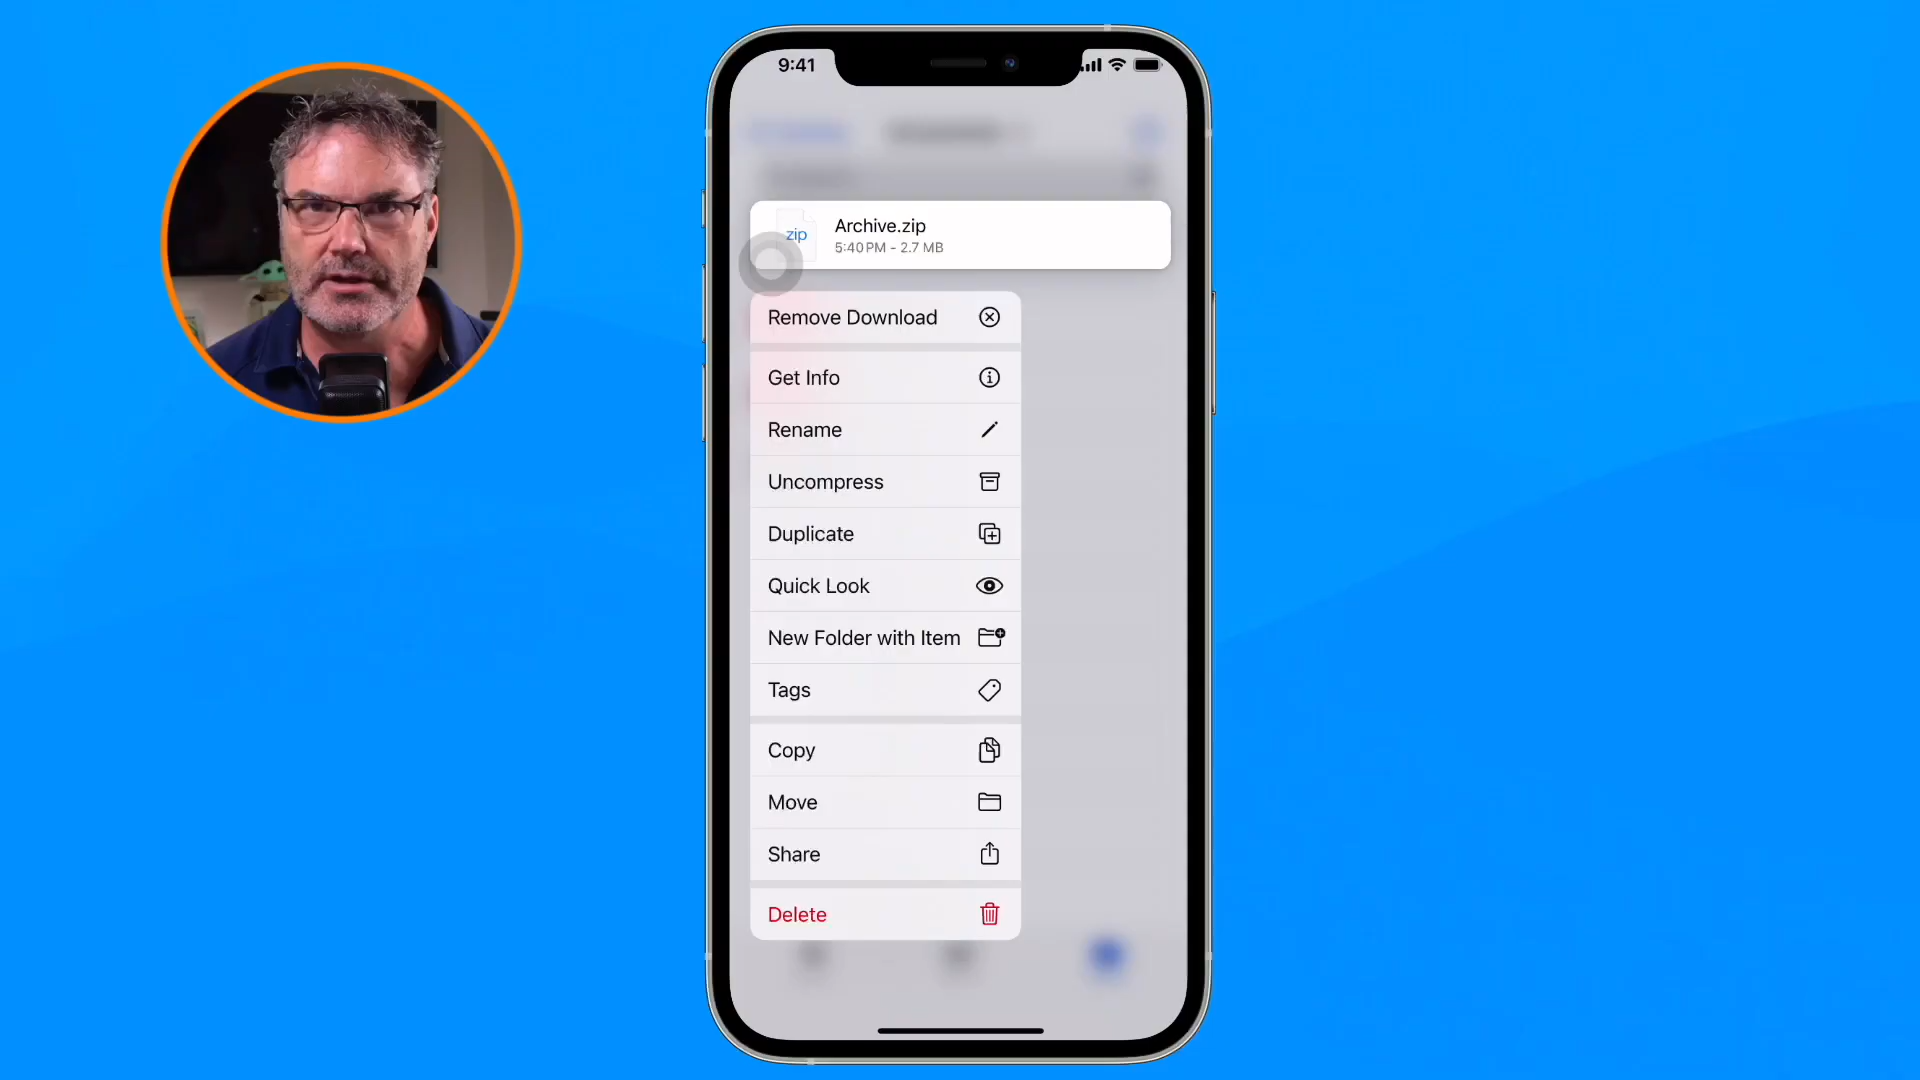 9:41
zip
Archive.zip
5:40 PM - 2.7 MB
Remove Download
Get Info
Rename
Uncompress
Duplicate
Quick Look
New Folder with Item
Tags
Copy
Move
Share
Delete